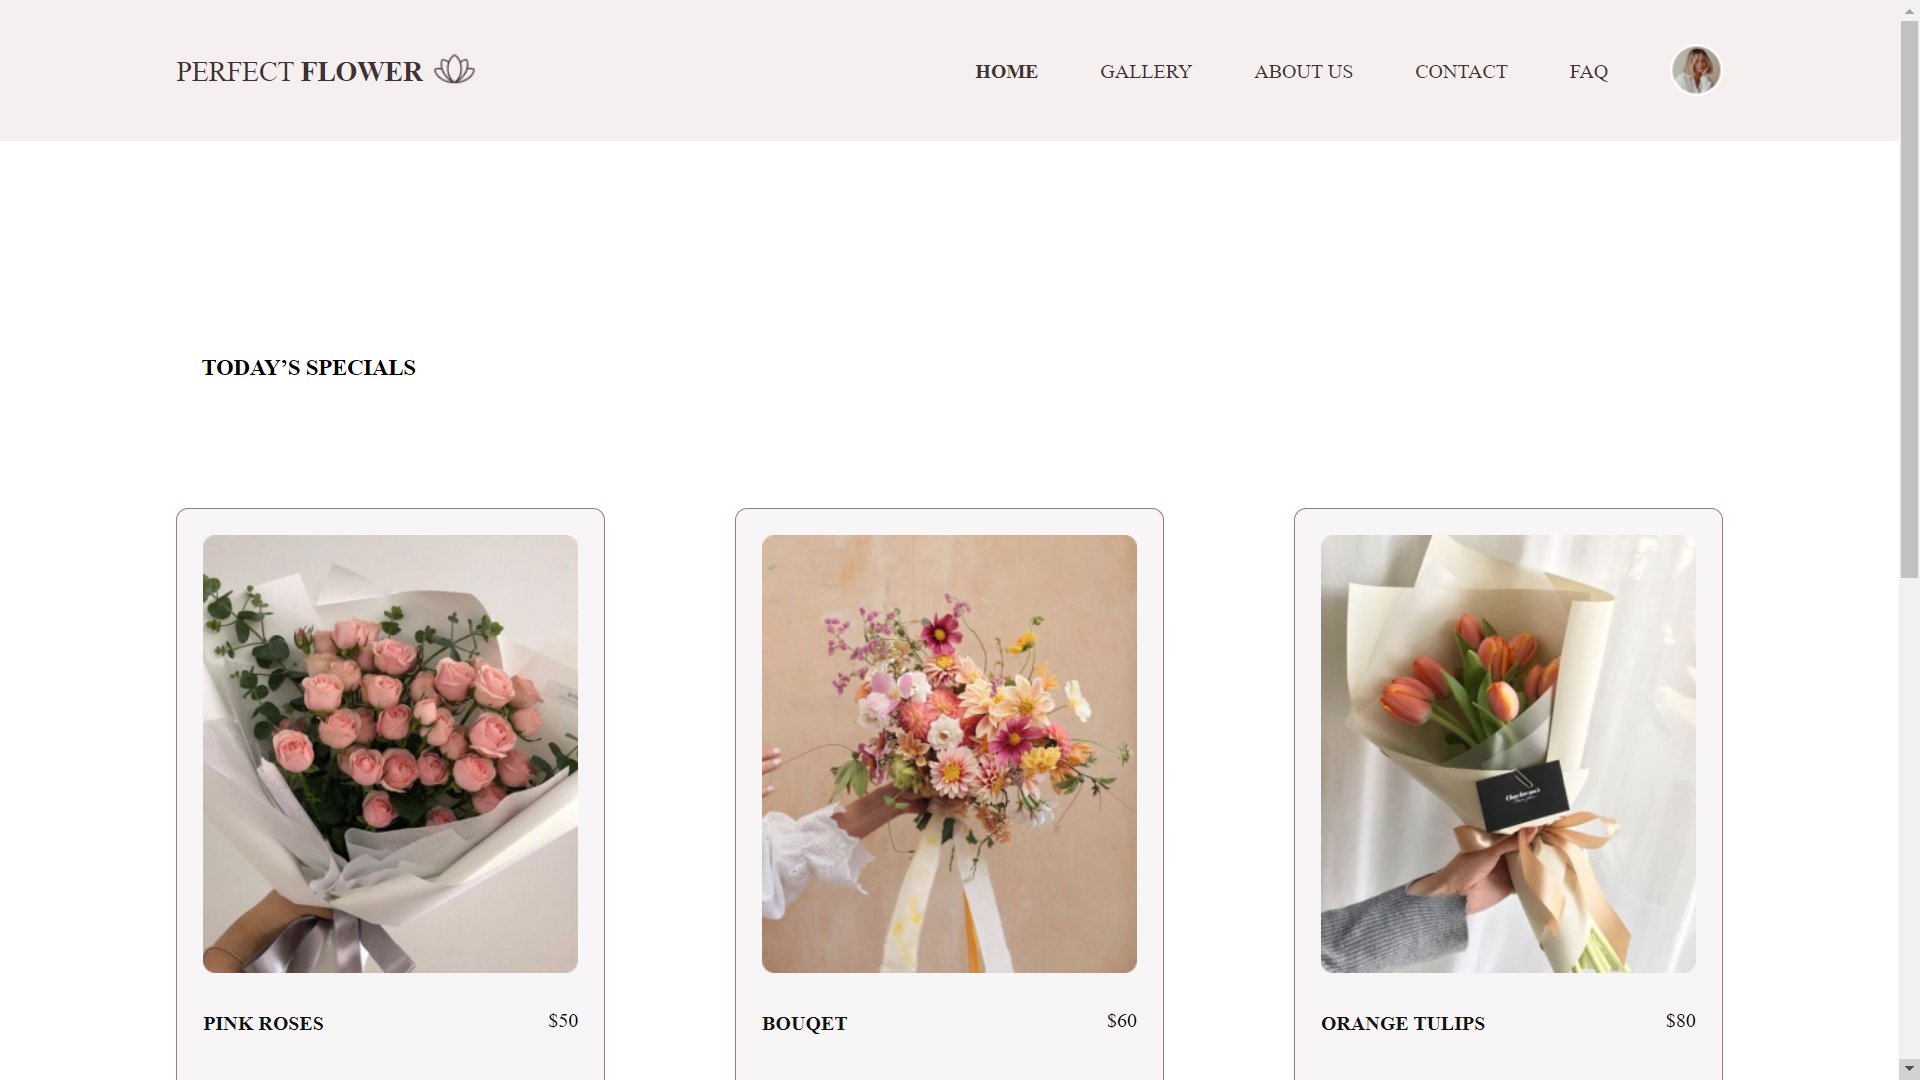 PERFECT FLOWER
HOME GALLERY ABOUT US CONTACT FAQ
TODAY’S SPECIALS
PINK ROSES $50
BOUQET $60
ORANGE TULIPS $80